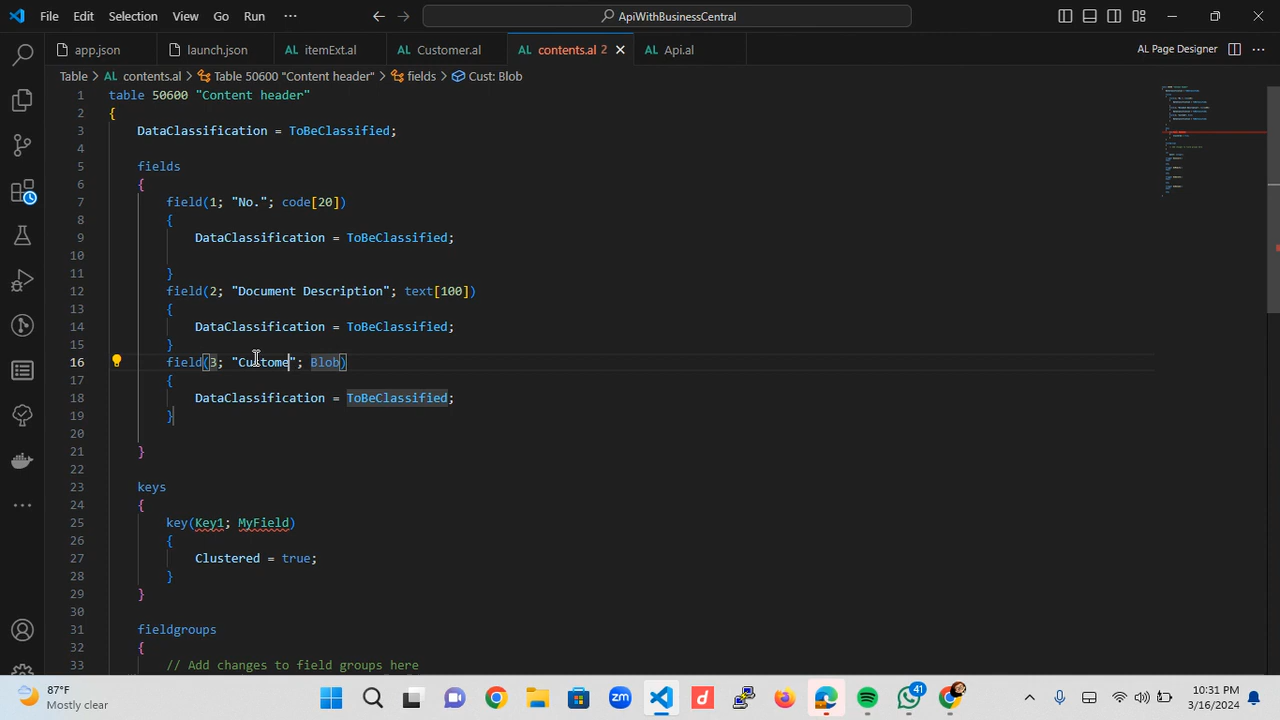 File Edit Selection View Go Run ··· ApiWithBusinessCentral
app.json launch.json itemExt.al Customer.al contents.al 2 Api.al AL Page Designer
Table > contents.al > Table 50600 "Content header" > fields > Cust: Blob
1 table 50600 "Content header"
2 {
3 DataClassification = ToBeClassified;
4
5 fields
6 {
7 field(1; "No."; code[20])
8 {
9 DataClassification = ToBeClassified;
10
11 }
12 field(2; "Document Description"; text[100])
13 {
14 DataClassification = ToBeClassified;
15 }
16 field(3; "Custome"; Blob)
17 {
18 DataClassification = ToBeClassified;
19 }
20
21 }
22
23 keys
24 {
25 key(Key1; MyField)
26 {
27 Clustered = true;
28 }
29 }
30
31 fieldgroups
32 {
33 // Add changes to field groups here
87°F
Mostly clear
zm
41
10:31 PM
3/16/2024